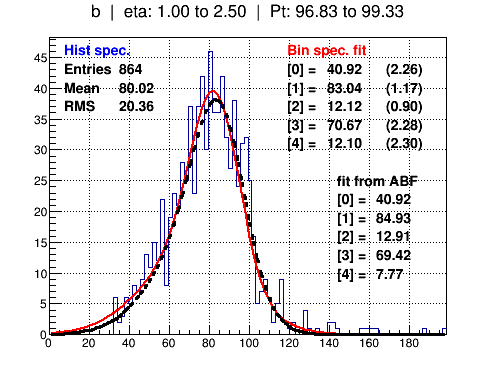 b | eta: 1.00 to 2.50 | Pt: 96.83 to 99.33
Hist spec.
Entries 864
Mean 80.02
RMS 20.36
Bin spec. fit
[0] = 40.92 (2.26)
[1] = 83.04 (1.17)
[2] = 12.12 (0.90)
[3] = 70.67 (2.28)
[4] = 12.10 (2.30)
fit from ABF
[0] = 40.92
[1] = 84.93
[2] = 12.91
[3] = 69.42
[4] = 7.77
45
40
35
30
25
20
15
10
5
0
0 20 40 60 80 100 120 140 160 180